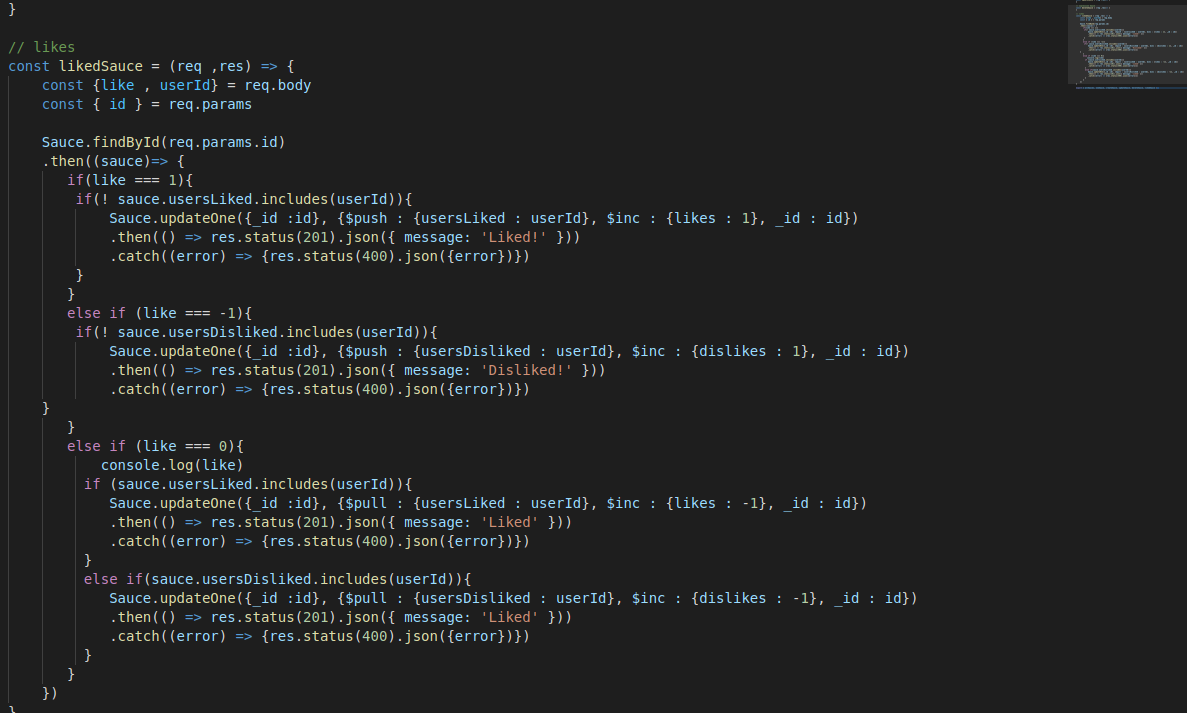 }
// likes
const likedSauce = (req ,res) => {
const {like , userId} = req.body
const { id } = req.params
Sauce.findById(req.params.id)
.then((sauce)=> {
if(like === 1){
if(! sauce.usersLiked.includes(userId)){
Sauce.updateOne({_id :id}, {$push : {usersLiked : userId}, $inc : {likes : 1}, _id : id})
.then(() => res.status(201).json({ message: 'Liked!' }))
.catch((error) => {res.status(400).json({error})})
}
}
else if (like === -1){
if(! sauce.usersDisliked.includes(userId)){
Sauce.updateOne({_id :id}, {$push : {usersDisliked : userId}, $inc : {dislikes : 1}, _id : id})
.then(() => res.status(201).json({ message: 'Disliked!' }))
.catch((error) => {res.status(400).json({error})})
}
}
else if (like === 0){
console.log(like)
if (sauce.usersLiked.includes(userId)){
Sauce.updateOne({_id :id}, {$pull : {usersLiked : userId}, $inc : {likes : -1}, _id : id})
.then(() => res.status(201).json({ message: 'Liked' }))
.catch((error) => {res.status(400).json({error})})
}
else if(sauce.usersDisliked.includes(userId)){
Sauce.updateOne({_id :id}, {$pull : {usersDisliked : userId}, $inc : {dislikes : -1}, _id : id})
.then(() => res.status(201).json({ message: 'Liked' }))
.catch((error) => {res.status(400).json({error})})
}
}
})
}